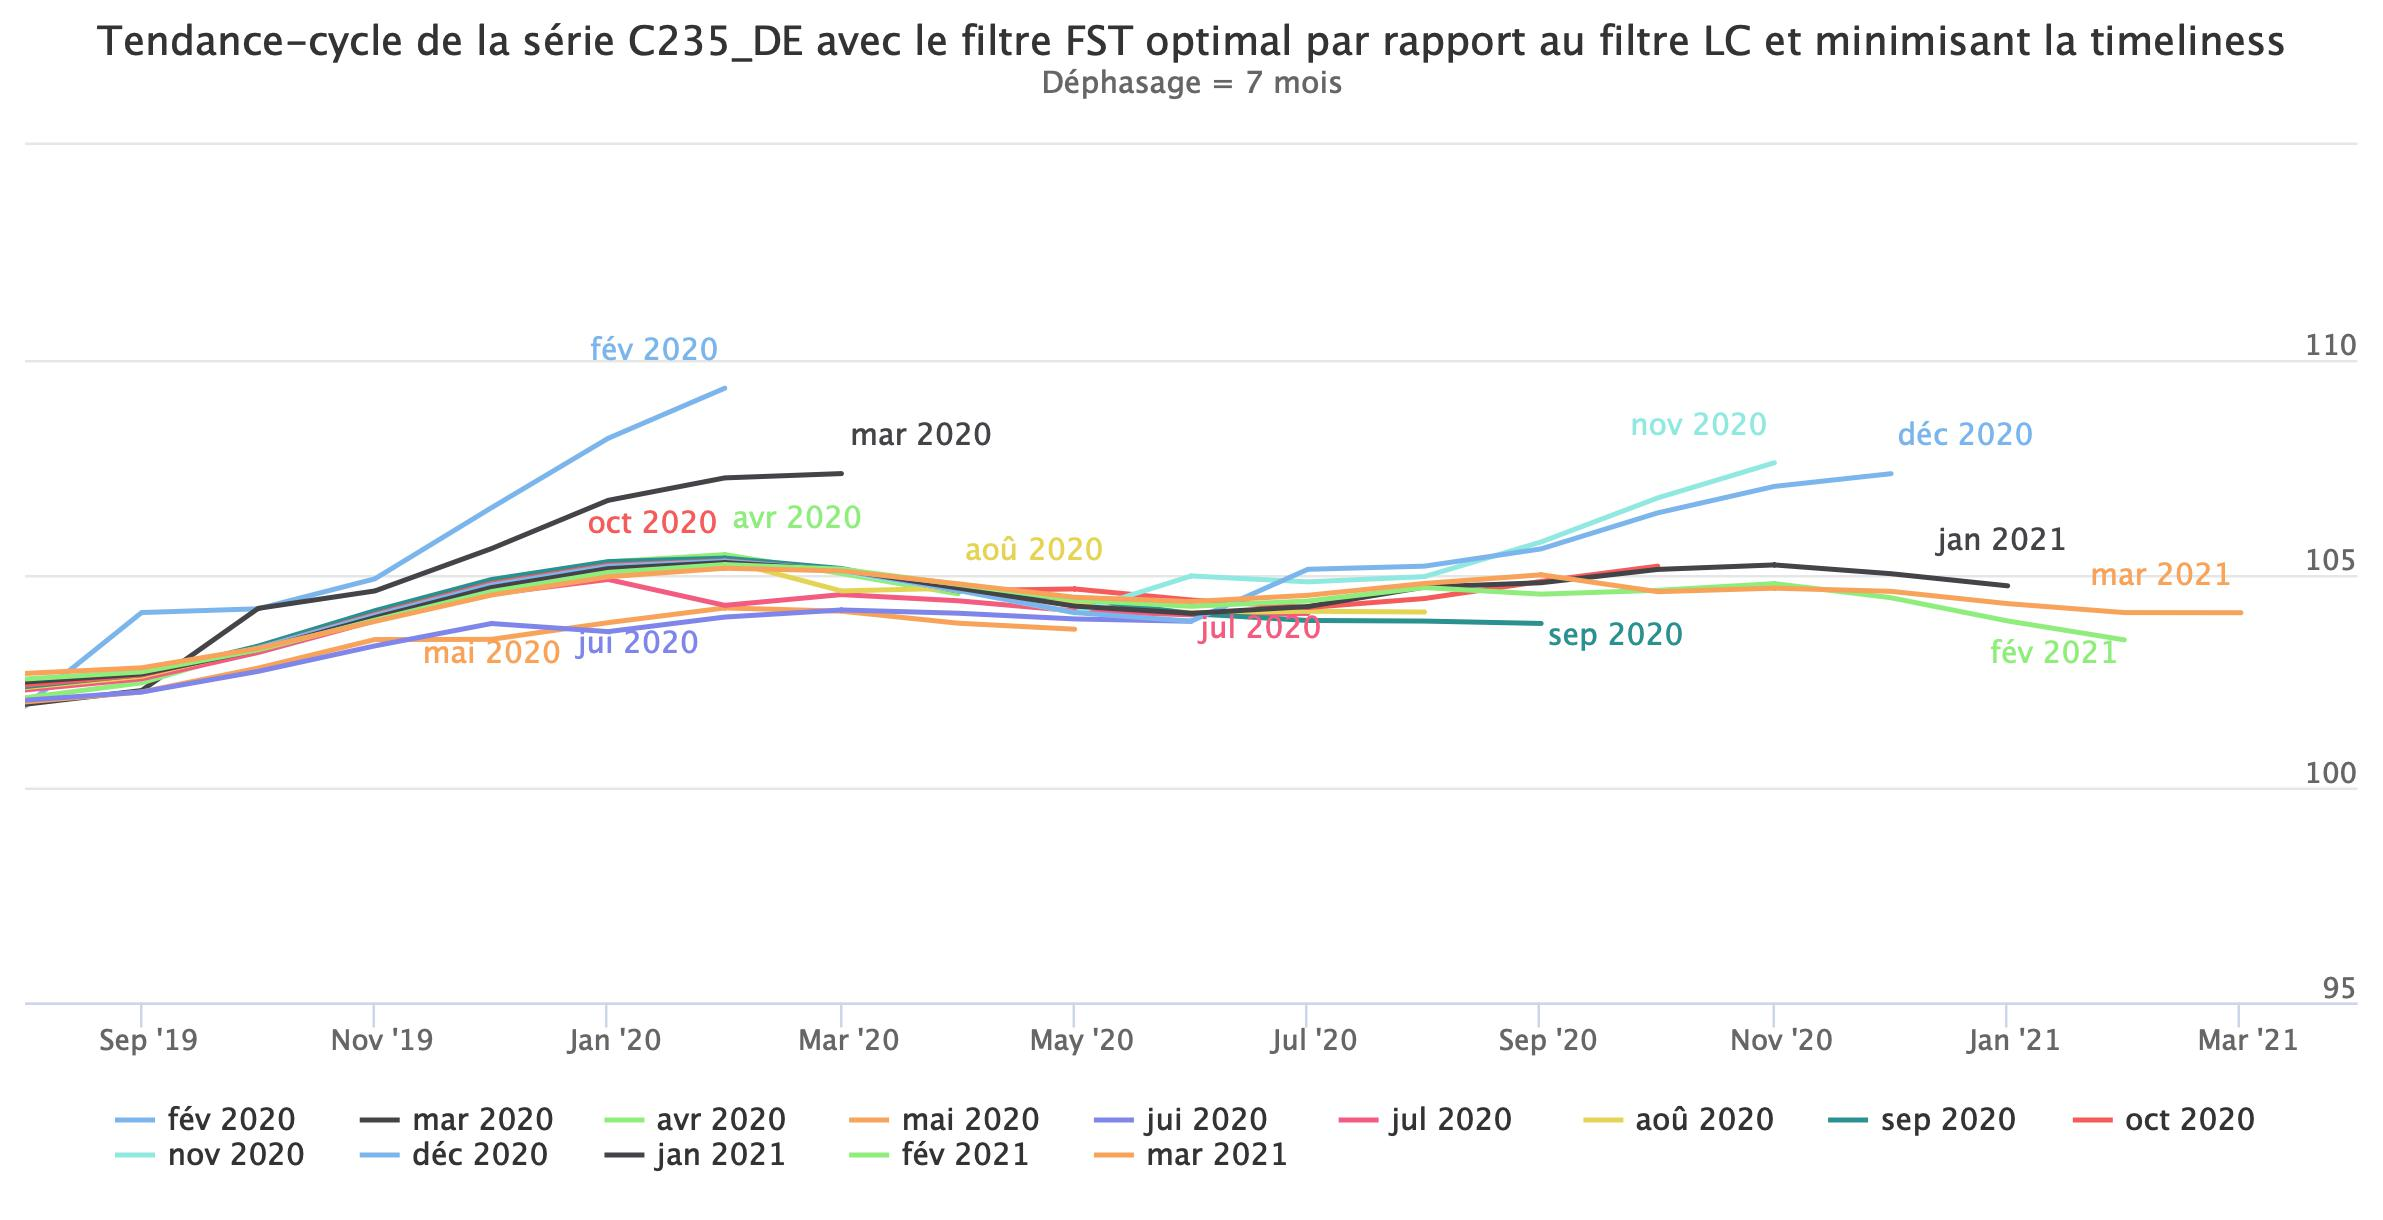 Tendance-cycle de la série C235_DE avec le filtre FST optimal par rapport au filtre LC et minimisant la timeliness
Déphasage = 7 mois
fév 2020
110
nov 2020
mar 2020
déc 2020
oct 2020
avr 2020
jan 2021
aoû 2020
105
mar 2021
jul 2020
sep 2020
jui 2020
mai 2020
fév 2021
100
95
Sep '19 Nov '19 Jan '20 Mar '20 May '20 Jul '20 Sep '20 Nov '20 Jan '21 Mar '21
fév 2020 mar 2020 avr 2020 mai 2020 jui 2020 jul 2020 aoû 2020 sep 2020 oct 2020
nov 2020 déc 2020 jan 2021 fév 2021 mar 2021